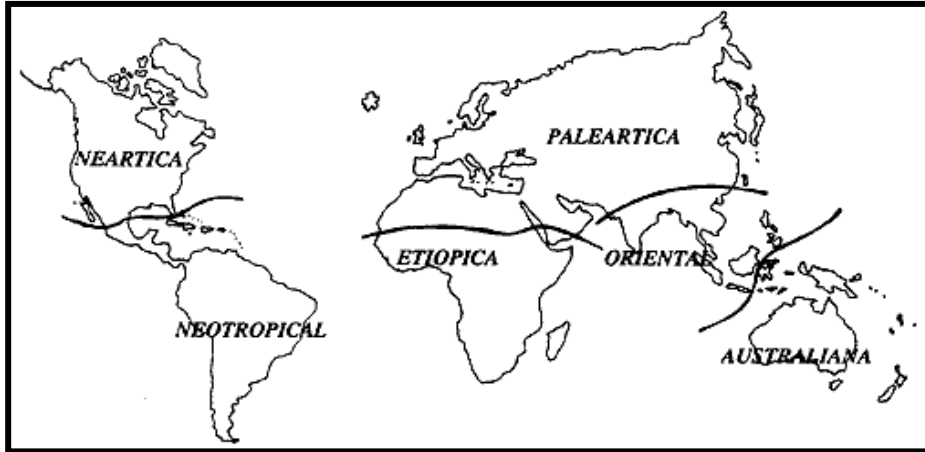 NEARTICA
PALEARTICA
ETIOPICA
ORIENTAL
NEOTROPICAL
AUSTRALIANA